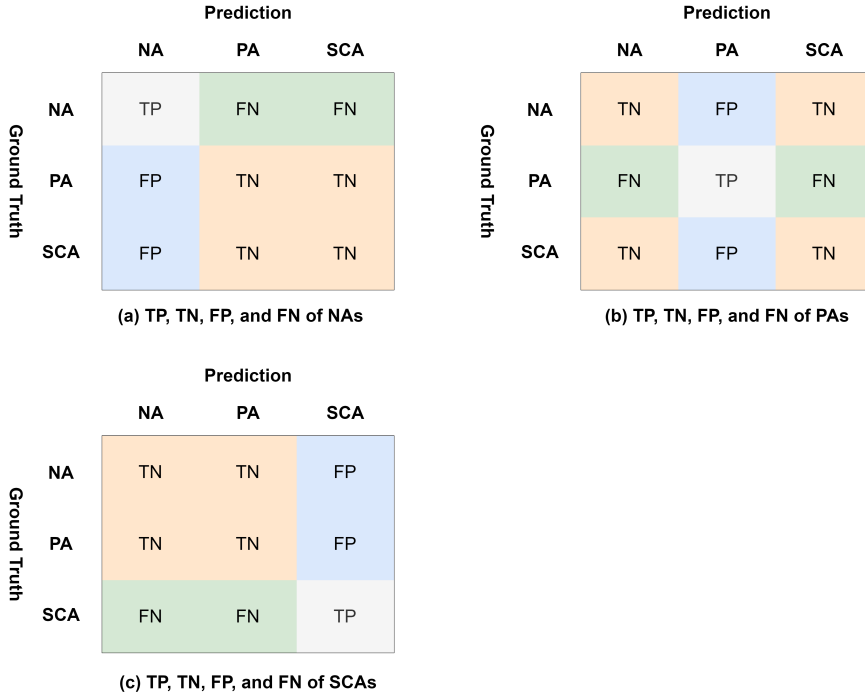 Prediction
NA PA SCA
Ground Truth
NA TP FN FN
PA FP TN TN
SCA FP TN TN
(a) TP, TN, FP, and FN of NAs
Prediction
NA PA SCA
Ground Truth
NA TN FP TN
PA FN TP FN
SCA TN FP TN
(b) TP, TN, FP, and FN of PAs
Prediction
NA PA SCA
Ground Truth
NA TN TN FP
PA TN TN FP
SCA FN FN TP
(c) TP, TN, FP, and FN of SCAs